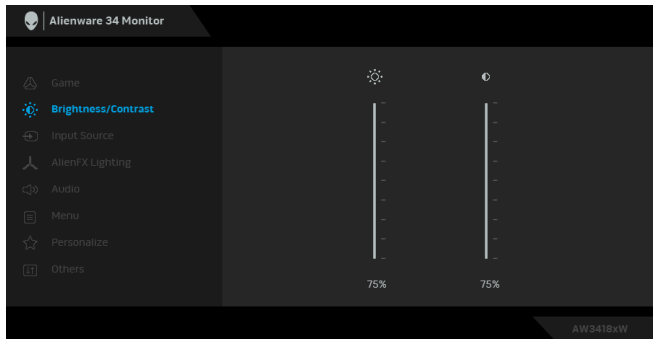 Alienware 34 Monitor
Game
Brightness/Contrast
Input Source
AlienFX Lighting
Audio
Menu
Personalize
Others
75% 75%
AW3418xW